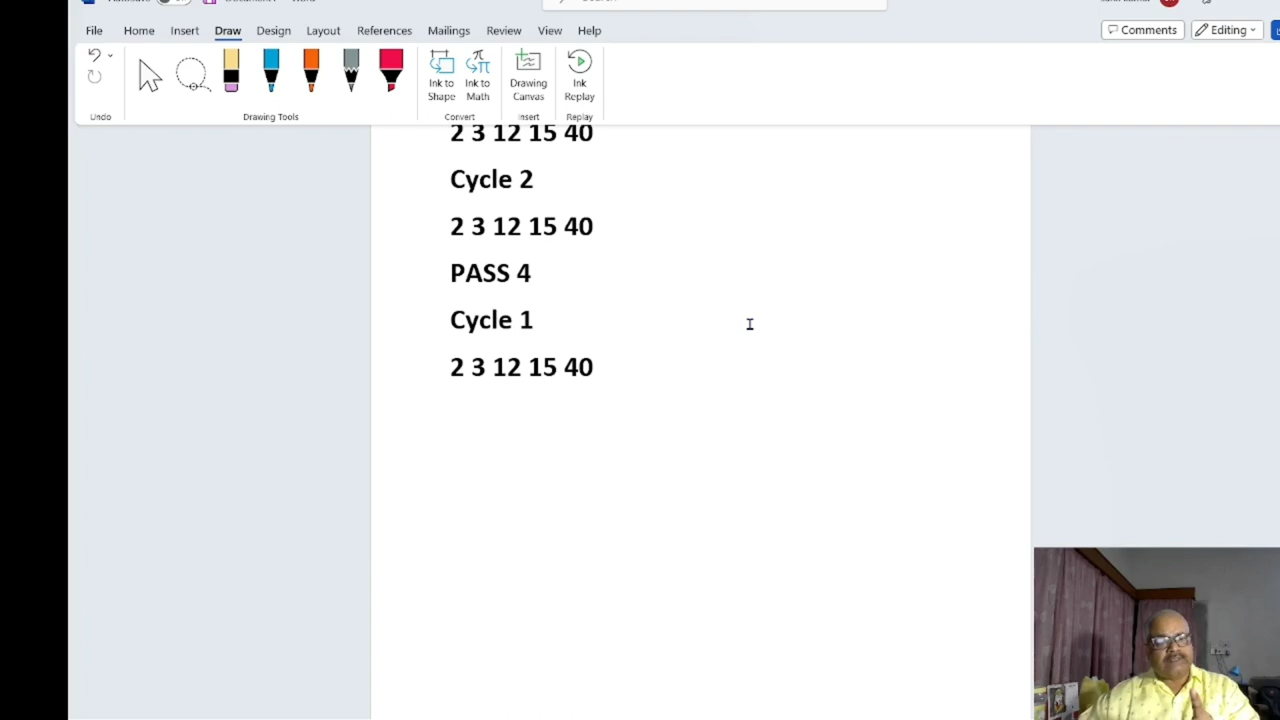 File Home Insert Draw Design Layout References Mailings Review View Help
Comments Editing
Ink to Shape
Ink to Math
Drawing Canvas
Ink Replay
Undo Drawing Tools Convert Insert Replay
2 3 12 15 40
Cycle 2
2 3 12 15 40
PASS 4
Cycle 1
2 3 12 15 40